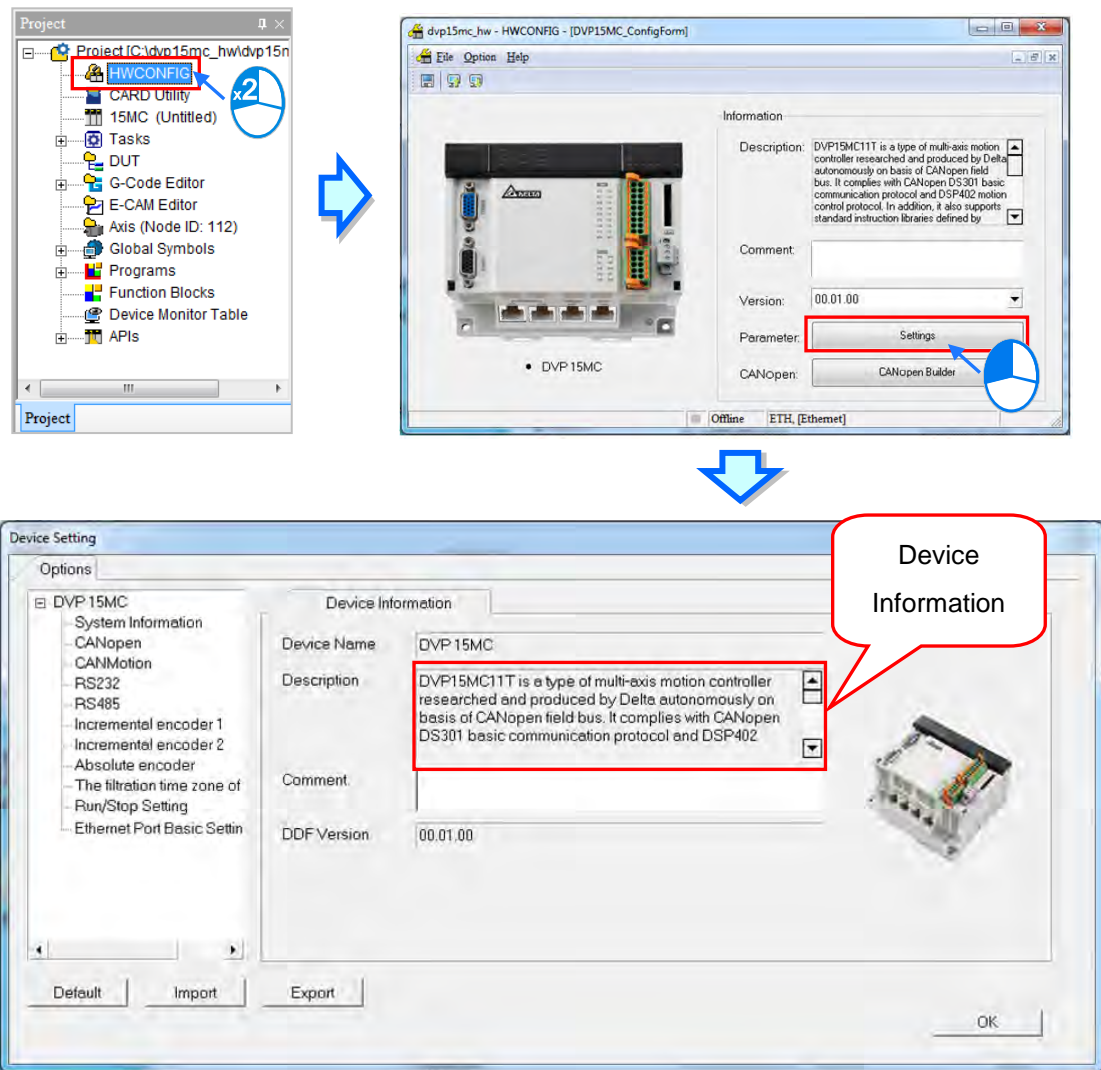 Project
Project [C:\dvp15mc_hw\dvp15n
HWCONFIG
CARD Utility
15MC (Untitled)
Tasks
DUT
G-Code Editor
E-CAM Editor
Axis (Node ID: 112)
Global Symbols
Programs
Function Blocks
Device Monitor Table
APIs
Project
x2
dvp15mc_hw - HWCONFIG - [DVP15MC_ConfigForm]
File Option Help
Information
Description:
DVP15MC11T is a type of multi-axis motion
controller researched and produced by Delta
autonomously on basis of CANopen field
bus. It complies with CANopen DS301 basic
communication protocol and DSP402 motion
control protocol. In addition, it also supports
standard instruction libraries defined by
Comment:
Version: 00.01.00
Parameter: Settings
CANopen: CANopen Builder
DELTA
• DVP 15MC
Offline ETH, [Ethernet]
Device Setting
Options
DVP 15MC
System Information
CANopen
CANMotion
RS232
RS485
Incremental encoder 1
Incremental encoder 2
Absolute encoder
The filtration time zone of
Run/Stop Setting
Ethernet Port Basic Settin
Device Information
Device Name DVP 15MC
Description
DVP15MC11T is a type of multi-axis motion controller
researched and produced by Delta autonomously on
basis of CANopen field bus. It complies with CANopen
DS301 basic communication protocol and DSP402
Comment
DDF Version 00.01.00
Device
Information
Default Import Export
OK